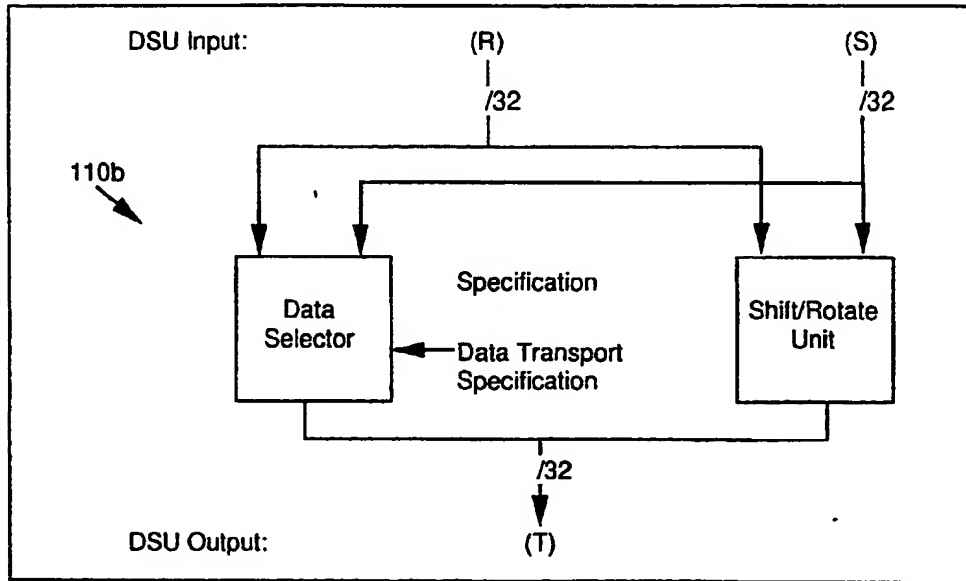 DSU Input: (R) (S)
/32 /32
110b
Specification
Data
Selector
Shift/Rotate
Unit
Data Transport
Specification
/32
DSU Output: (T)